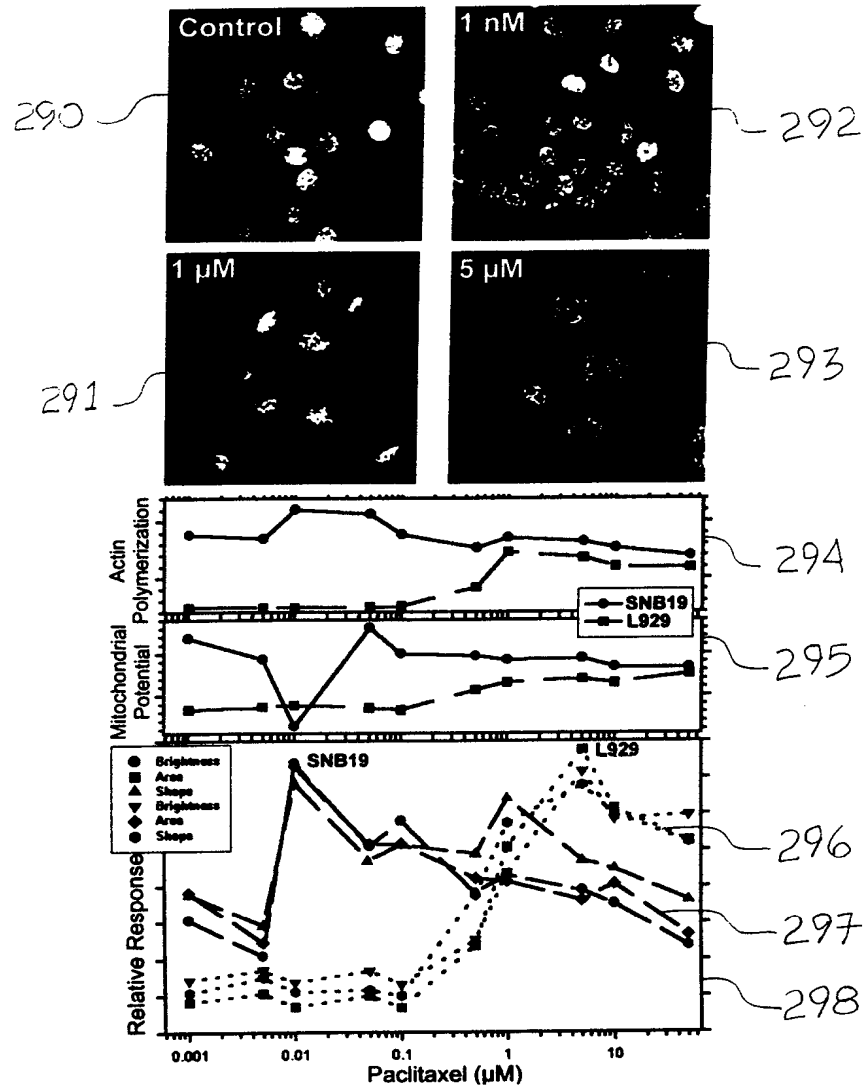 Control
1 nM
290
292
1 µM
5 µM
291
293
Actin
Polymerization
294
SNB19
L929
Mitochondrial
Potential
295
Brightness
Area
Shape
Brightness
Area
Shape
SNB19
L929
296
297
298
Relative Response
0.001
0.01
0.1
1
10
Paclitaxel (µM)